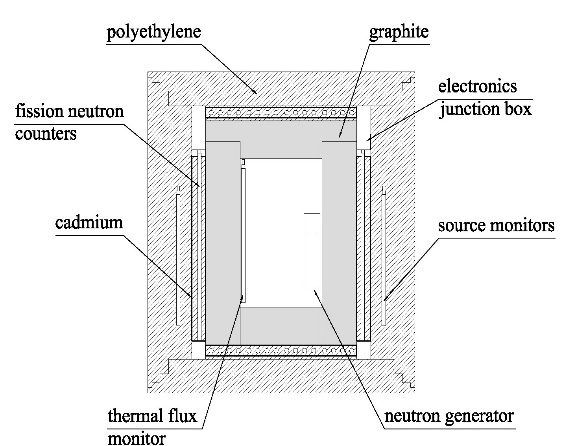 polyethylene
graphite
electronics
junction box
fission neutron
counters
cadmium
source monitors
thermal flux
monitor
neutron generator